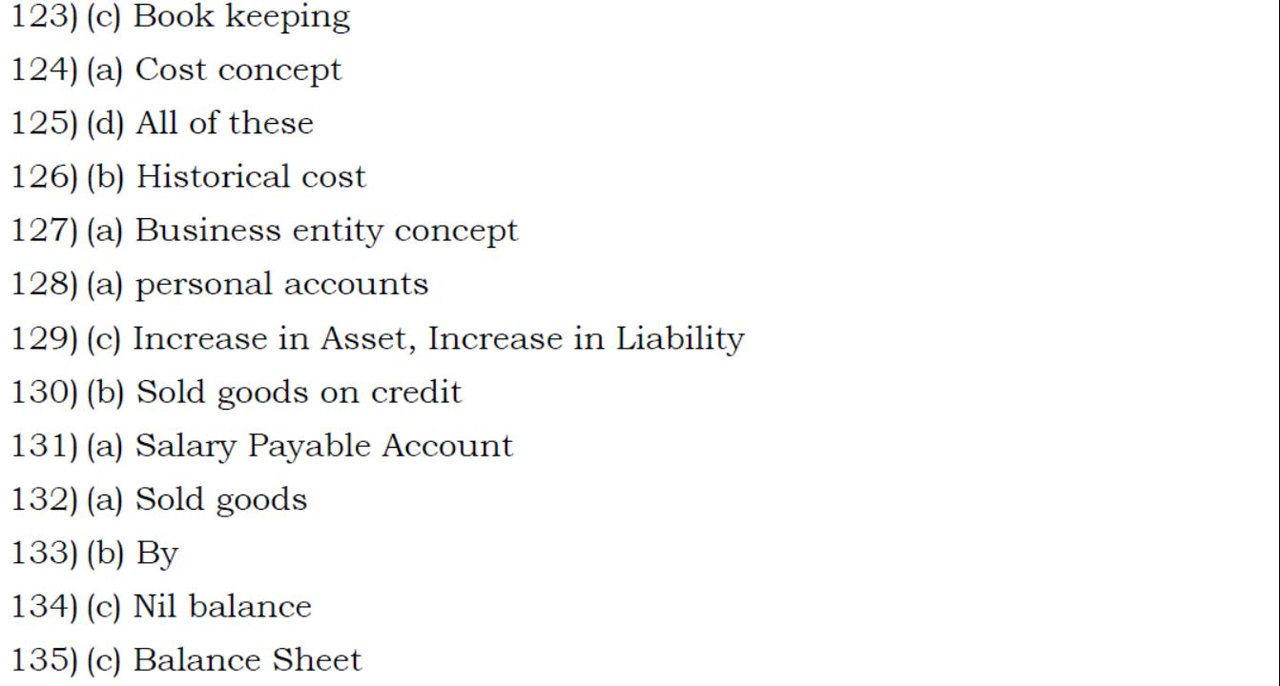 123) (c) Book keeping
124) (a) Cost concept
125) (d) All of these
126) (b) Historical cost
127) (a) Business entity concept
128) (a) personal accounts
129) (c) Increase in Asset, Increase in Liability
130) (b) Sold goods on credit
131) (a) Salary Payable Account
132) (a) Sold goods
133) (b) By
134) (c) Nil balance
135) (c) Balance Sheet